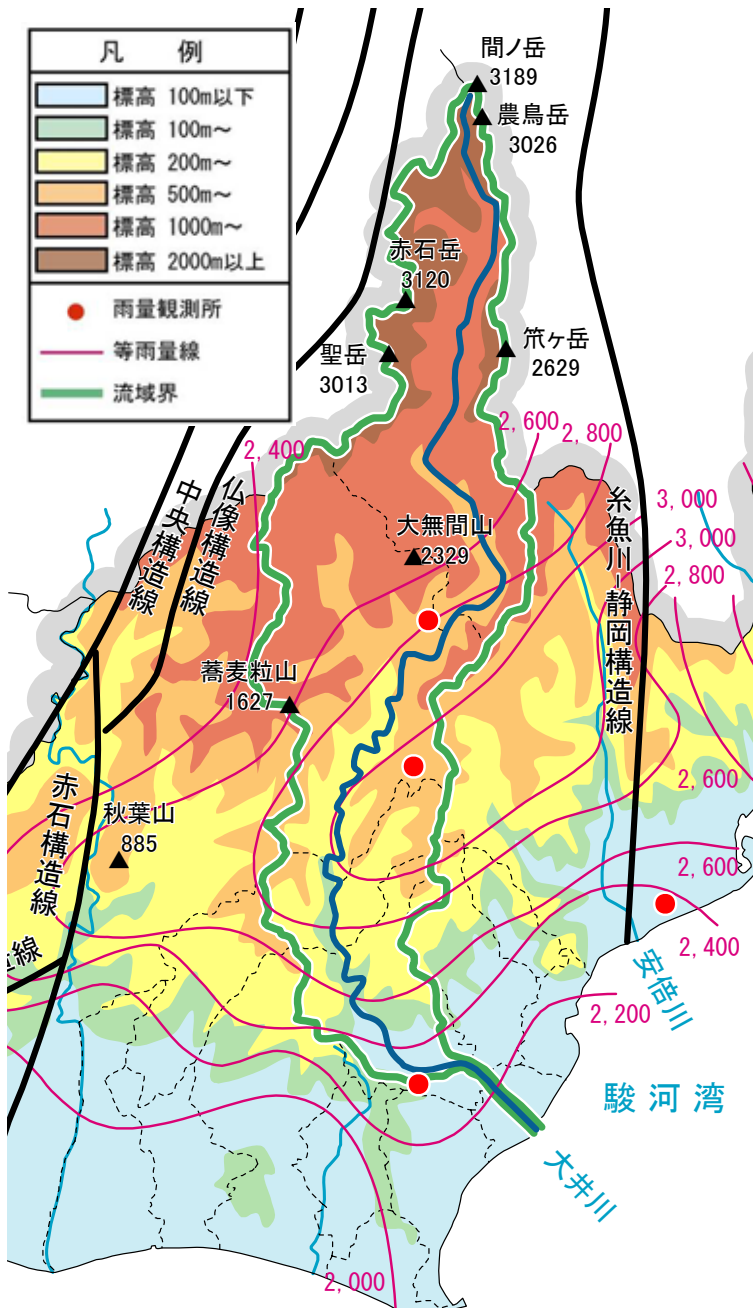 凡 例
標高 100m以下
標高 100m～
標高 200m～
標高 500m～
標高 1000m～
標高 2000m以上
雨量観測所
等雨量線
流域界
間ノ岳
3189
農鳥岳
3026
赤石岳
3120
聖岳
3013
笊ヶ岳
2629
2,400
2,600
2,800
3,000
3,000
2,800
仏像構造線
中央構造線
糸魚川-静岡構造線
大無間山
2329
蕎麦粒山
1627
赤石構造線
秋葉山
885
2,600
2,600
2,400
2,200
2,000
位線
安倍川
駿河湾
大井川